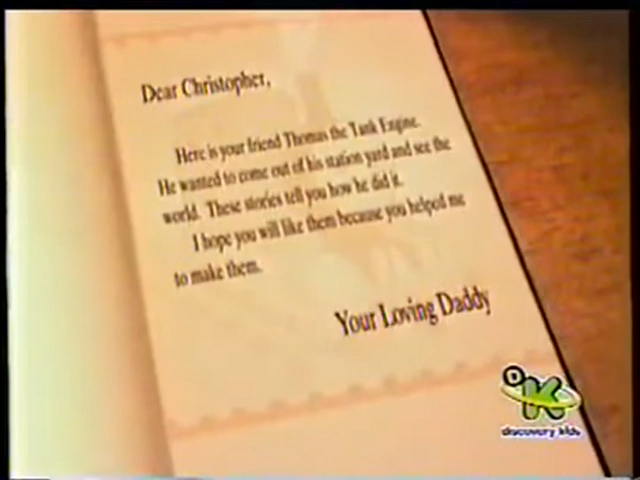 Dear Christopher,
Here is your friend Thomas the Tank Engine.
He wanted to come out of his station yard and see the
world. These stories tell you how he did it.
I hope you will like them because you helped me
to make them.
Your Loving Daddy
DK
discovery kids